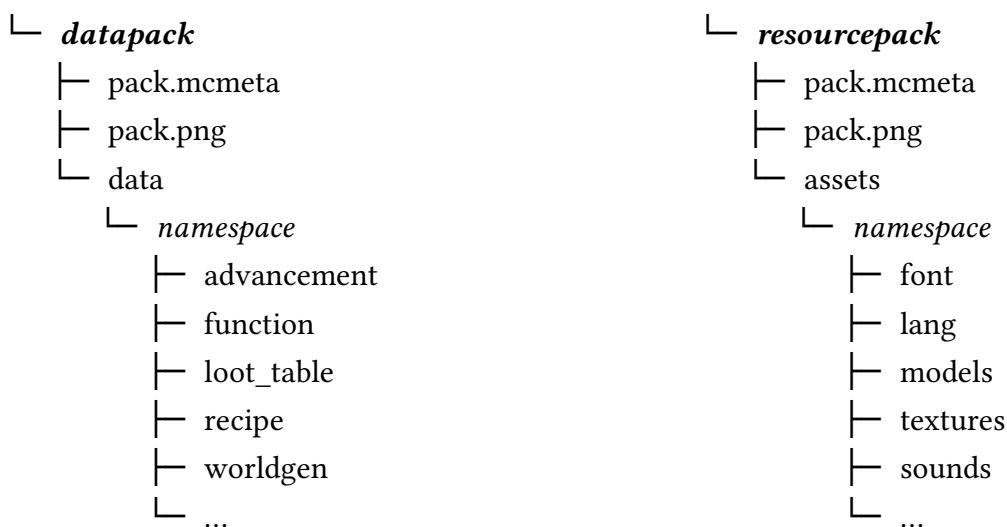 └─ datapack
├─ pack.mcmeta
├─ pack.png
└─ data
└─ namespace
├─ advancement
├─ function
├─ loot_table
├─ recipe
├─ worldgen
└─ ...
└─ resourcepack
├─ pack.mcmeta
├─ pack.png
└─ assets
└─ namespace
├─ font
├─ lang
├─ models
├─ textures
├─ sounds
└─ ...